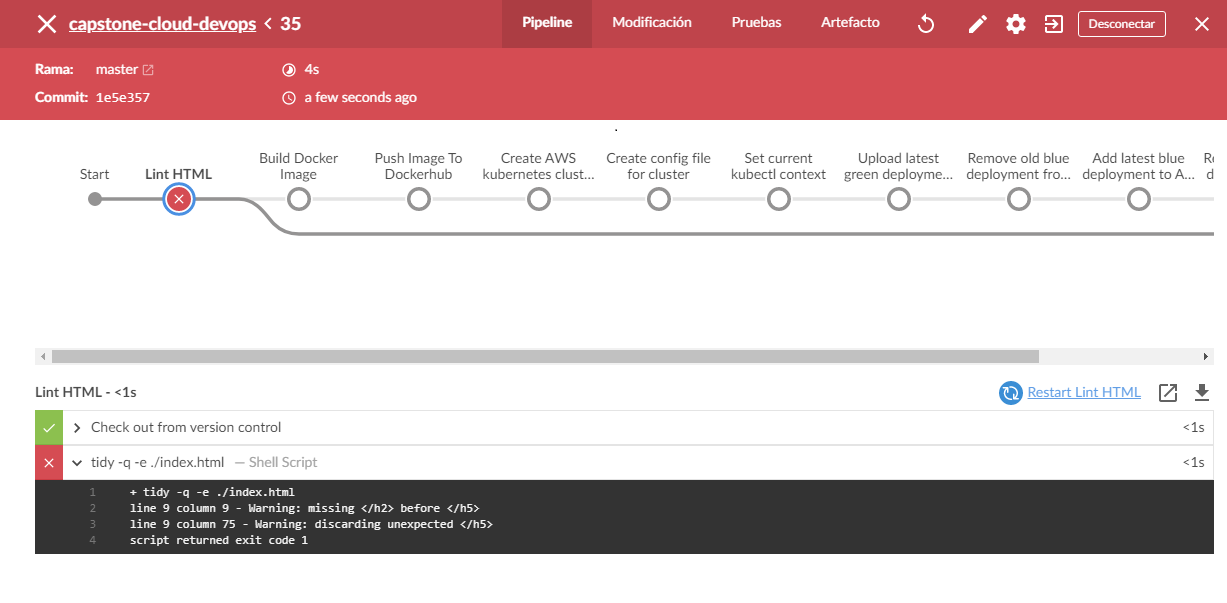 capstone-cloud-devops < 35
Pipeline Modificación Pruebas Artefacto Desconectar
Rama: master 4s
Commit: 1e5e357 a few seconds ago
Start
Lint HTML
Build Docker
Image
Push Image To
Dockerhub
Create AWS
kubernetes clust...
Create config file
for cluster
Set current
kubectl context
Upload latest
green deployme...
Remove old blue
deployment fro...
Add latest blue
deployment to A...
Lint HTML - <1s
Restart Lint HTML
Check out from version control <1s
tidy -q -e ./index.html — Shell Script <1s
1 + tidy -q -e ./index.html
2 line 9 column 9 - Warning: missing </h2> before </h5>
3 line 9 column 75 - Warning: discarding unexpected </h5>
4 script returned exit code 1